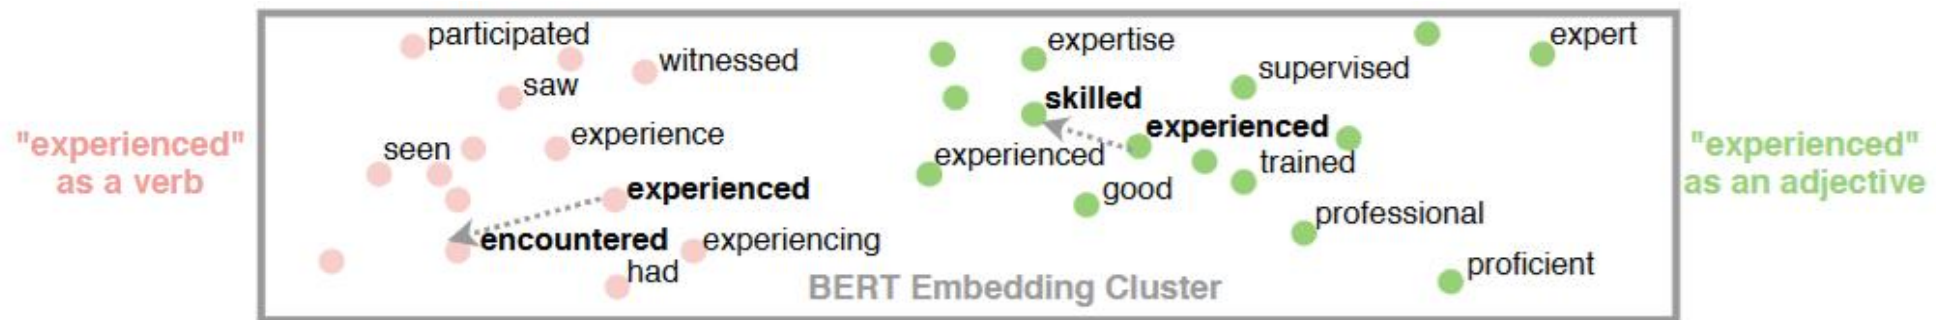 participated
witnessed
saw
experience
seen
experienced
encountered
experiencing
had
expertise
expert
supervised
skilled
experienced
experienced
trained
good
professional
proficient
"experienced"
as a verb
"experienced"
as an adjective
BERT Embedding Cluster